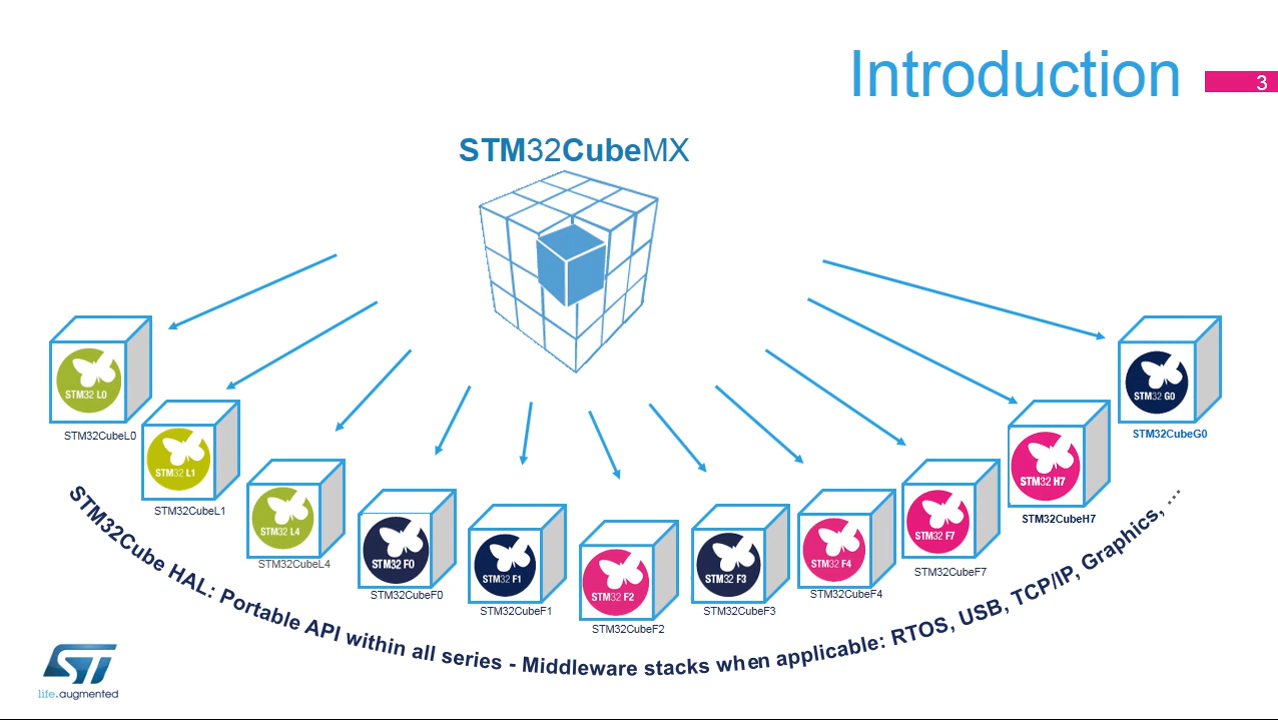 Introduction
3
STM32CubeMX
STM32 L0
STM32CubeL0
STM32 L1
STM32CubeL1
STM32 L4
STM32CubeL4
STM32 F0
STM32CubeF0
STM32 F1
STM32CubeF1
STM32 F2
STM32CubeF2
STM32 F3
STM32CubeF3
STM32 F4
STM32CubeF4
STM32 F7
STM32CubeF7
STM32 H7
STM32CubeH7
STM32 G0
STM32CubeG0
STM32Cube HAL: Portable API within all series - Middleware stacks when applicable: RTOS, USB, TCP/IP, Graphics, ...
ST
life.augmented